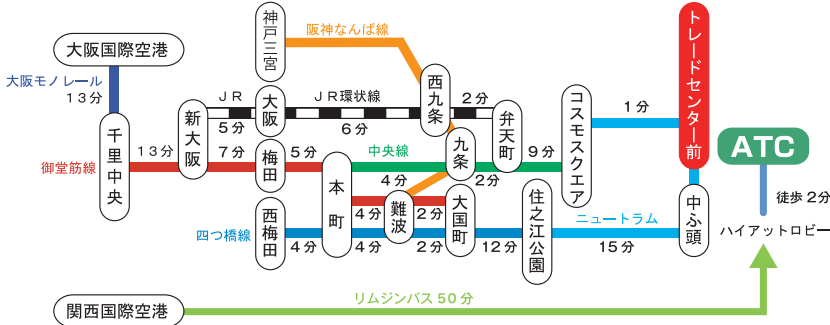 神戸三宮
阪神なんば線
大阪国際空港
大阪モノレール
13分
JR
大阪
JR環状線
西九条
2分
コスモスクエア
1分
トレードセンター前
新大阪
5分
6分
弁天町
千里中央
13分
7分
梅田
5分
中央線
九条
9分
ATC
御堂筋線
本町
4分
2分
徒歩2分
4分
難波
2分
大国町
住之江公園
中ふ頭
西梅田
四つ橋線
4分
4分
2分
12分
ニュートラム
15分
ハイアットロビー
リムジンバス50分
関西国際空港